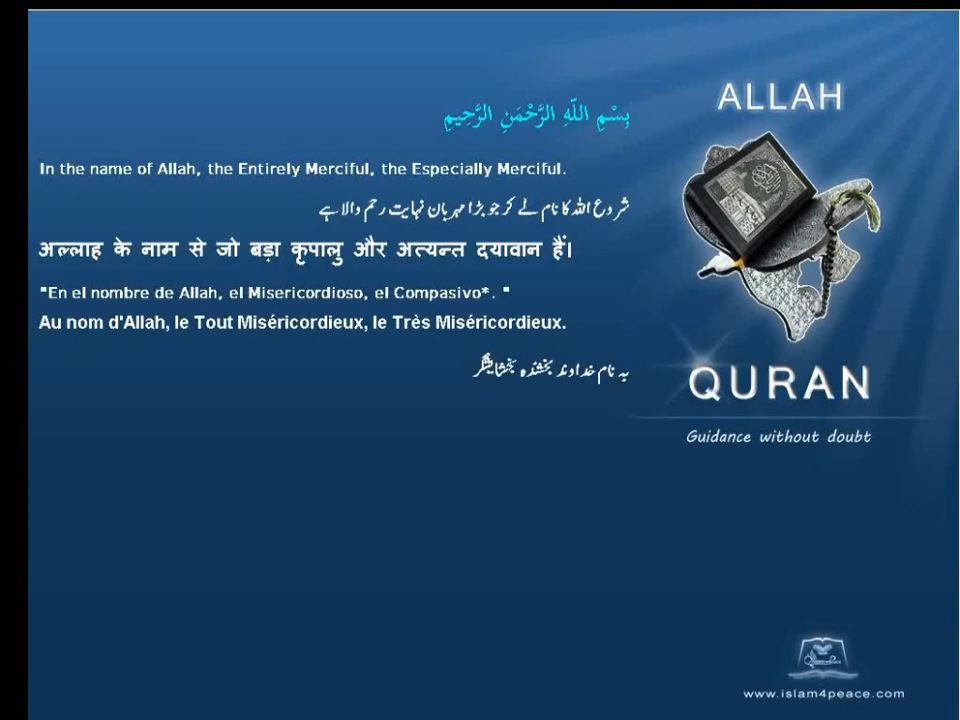 بِسْمِ اللَّهِ الرَّحْمَنِ الرَّحِيمِ
In the name of Allah, the Entirely Merciful, the Especially Merciful.
شروع اللہ کا نام لے کر جو بڑا مہربان نہایت رحم والا ہے
अल्लाह के नाम से जो बड़ा कृपालु और अत्यन्त दयावान हैं।
"En el nombre de Allah, el Misericordioso, el Compasivo*. "
Au nom d'Allah, le Tout Miséricordieux, le Très Miséricordieux.
به نام خداوند بخشنده بخشایشگر
ALLAH
QURAN
Guidance without doubt
www.islam4peace.com